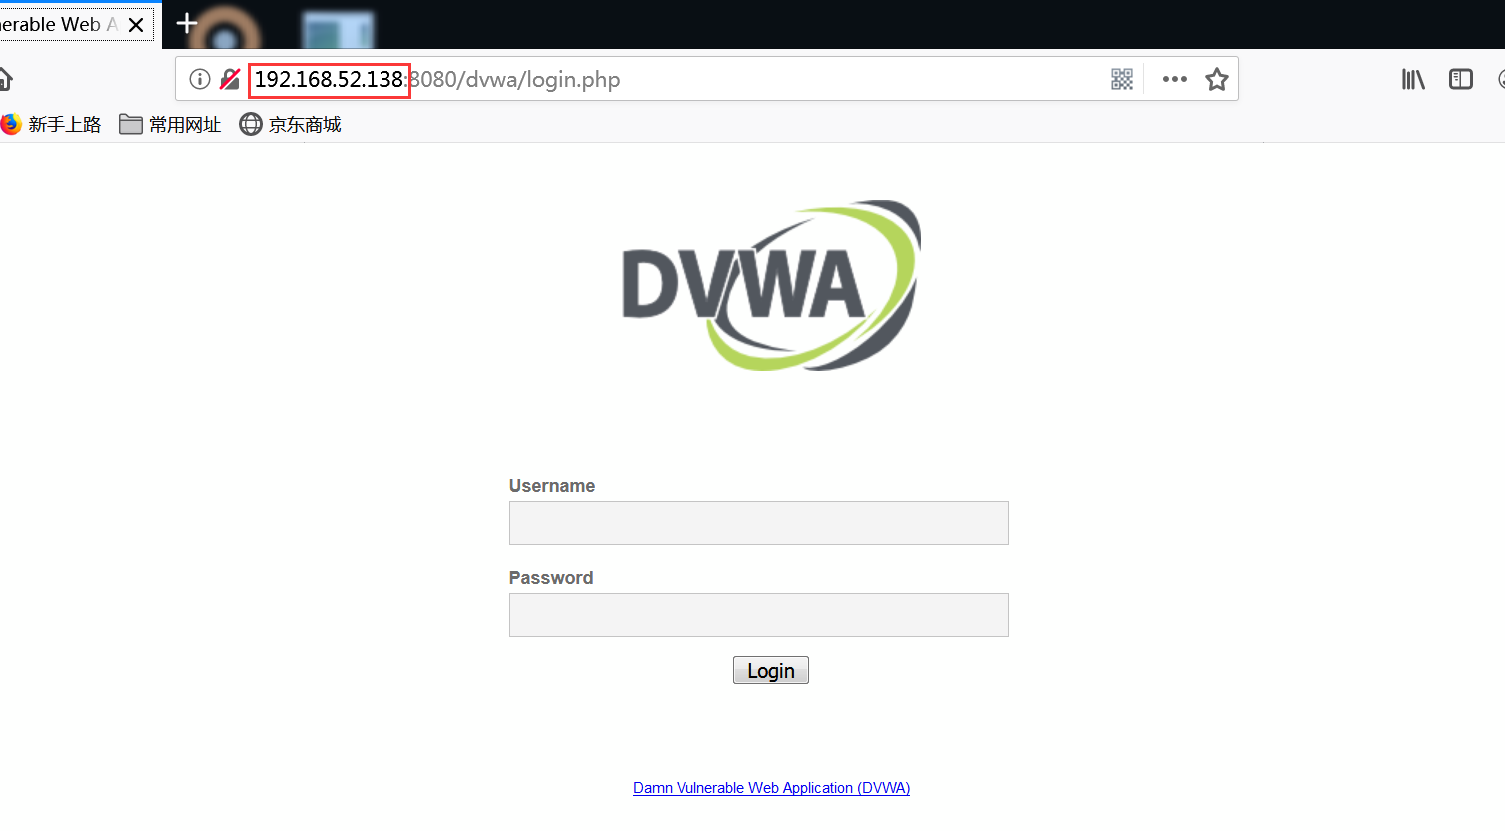 nerable Web A
192.168.52.138:8080/dvwa/login.php
新手上路 常用网址 京东商城
DVWA
Username
Password
Login
Damn Vulnerable Web Application (DVWA)